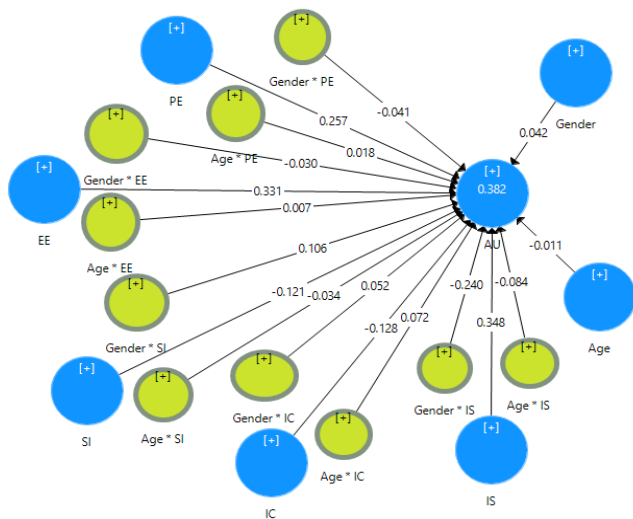 [+]
Gender * PE
[+]
PE
[+]
Gender
[+]
Age * PE
[+]
Gender * EE
[+]
EE
[+]
Age * EE
[+]
0.382
AU
[+]
Gender * SI
[+]
Age
[+]
SI
[+]
Age * SI
[+]
Gender * IC
[+]
Gender * IS
[+]
Age * IS
[+]
IC
[+]
Age * IC
[+]
IS
-0.041
0.257
0.042
0.018
-0.030
0.331
0.007
0.106
-0.011
-0.121
-0.034
0.052
-0.128
0.072
-0.240
-0.084
0.348